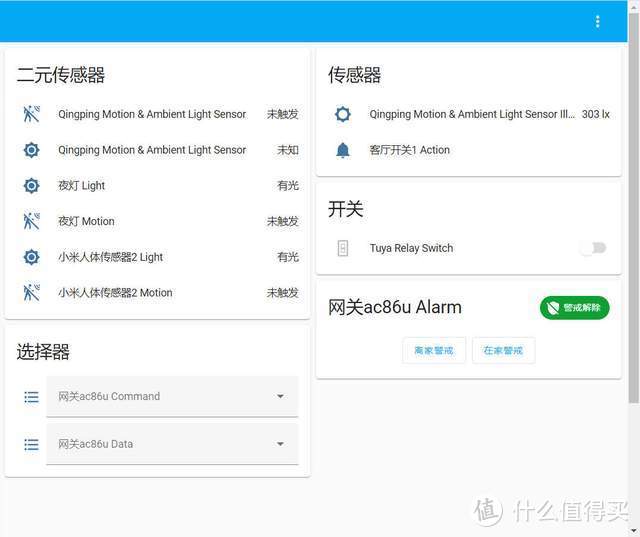 二元传感器
Qingping Motion & Ambient Light Sensor 未触发
Qingping Motion & Ambient Light Sensor 未知
夜灯 Light 有光
夜灯 Motion 未触发
小米人体传感器2 Light 有光
小米人体传感器2 Motion 未触发
选择器
网关ac86u Command
网关ac86u Data
传感器
Qingping Motion & Ambient Light Sensor Ill... 303 lx
客厅开关1 Action
开关
Tuya Relay Switch
网关ac86u Alarm 警戒解除
离家警戒 在家警戒
值 什么值得买